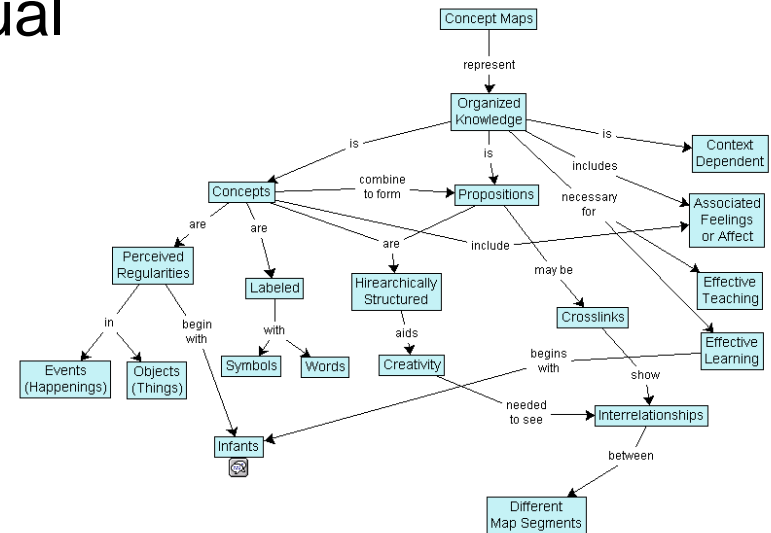 ual
Concept Maps
represent
Organized
Knowledge
is
is
is
Context
Dependent
includes
combine
to form
necessary
for
Concepts
Propositions
Associated
Feelings
or Affect
are
are
are
include
Perceived
Regularities
may be
Labeled
Hirearchically
Structured
Effective
Teaching
Crosslinks
in
begin
with
with
aids
Effective
Learning
begins
with
Events
(Happenings)
Objects
(Things)
Symbols
Words
Creativity
show
needed
to see
Interrelationships
Infants
between
Different
Map Segments